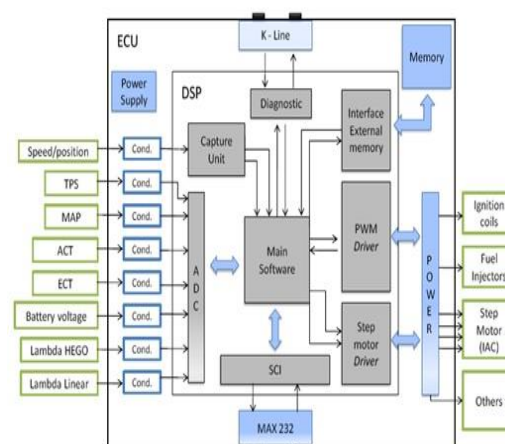 ECU
K - Line
Memory
Power
Supply
DSP
Diagnostic
Interface
External
memory
Capture
Unit
Speed/position
Cond.
TPS
Cond.
MAP
Cond.
ACT
Cond.
ECT
Cond.
Battery voltage
Cond.
Lambda HEGO
Cond.
Lambda Linear
Cond.
A
D
C
Main
Software
PWM
Driver
Step
motor
Driver
SCI
MAX 232
P
O
W
E
R
Ignition
coils
Fuel
Injectors
Step
Motor
(IAC)
Others